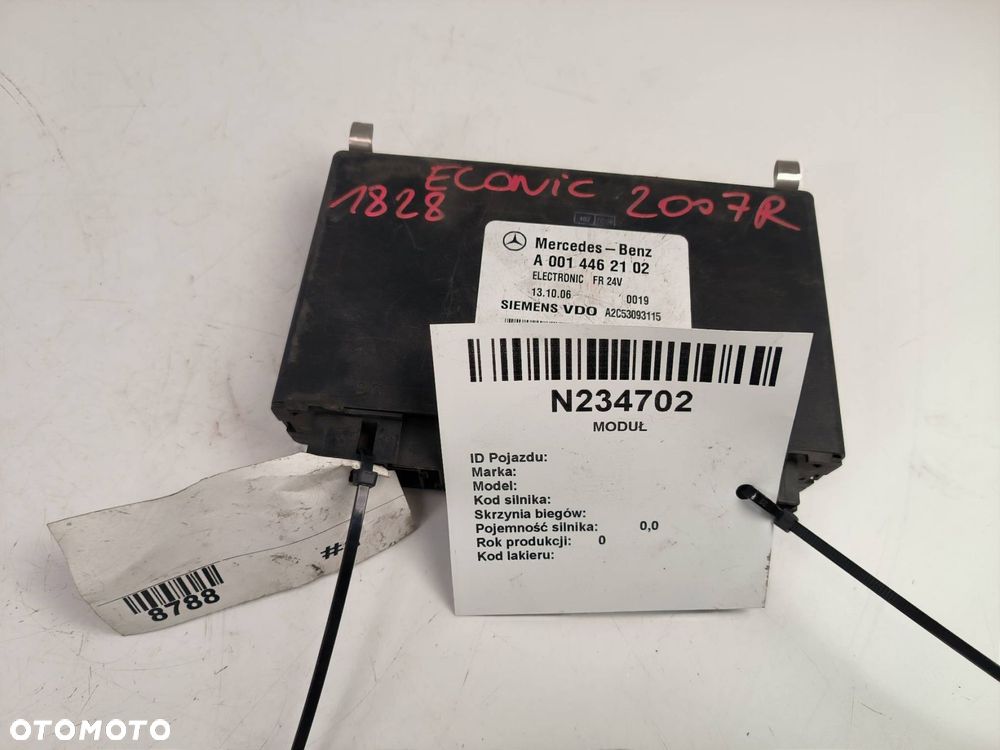 ECONIC 2007R
1828
Mercedes-Benz
A 001 446 21 02
ELECTRONIC FR 24V
13.10.06 0019
SIEMENS VDO A2C53093115
N234702
MODUŁ
ID Pojazdu:
Marka:
Model:
Kod silnika:
Skrzynia biegów:
Pojemność silnika: 0,0
Rok produkcji: 0
Kod lakieru:
#
8788
OTOMOTO